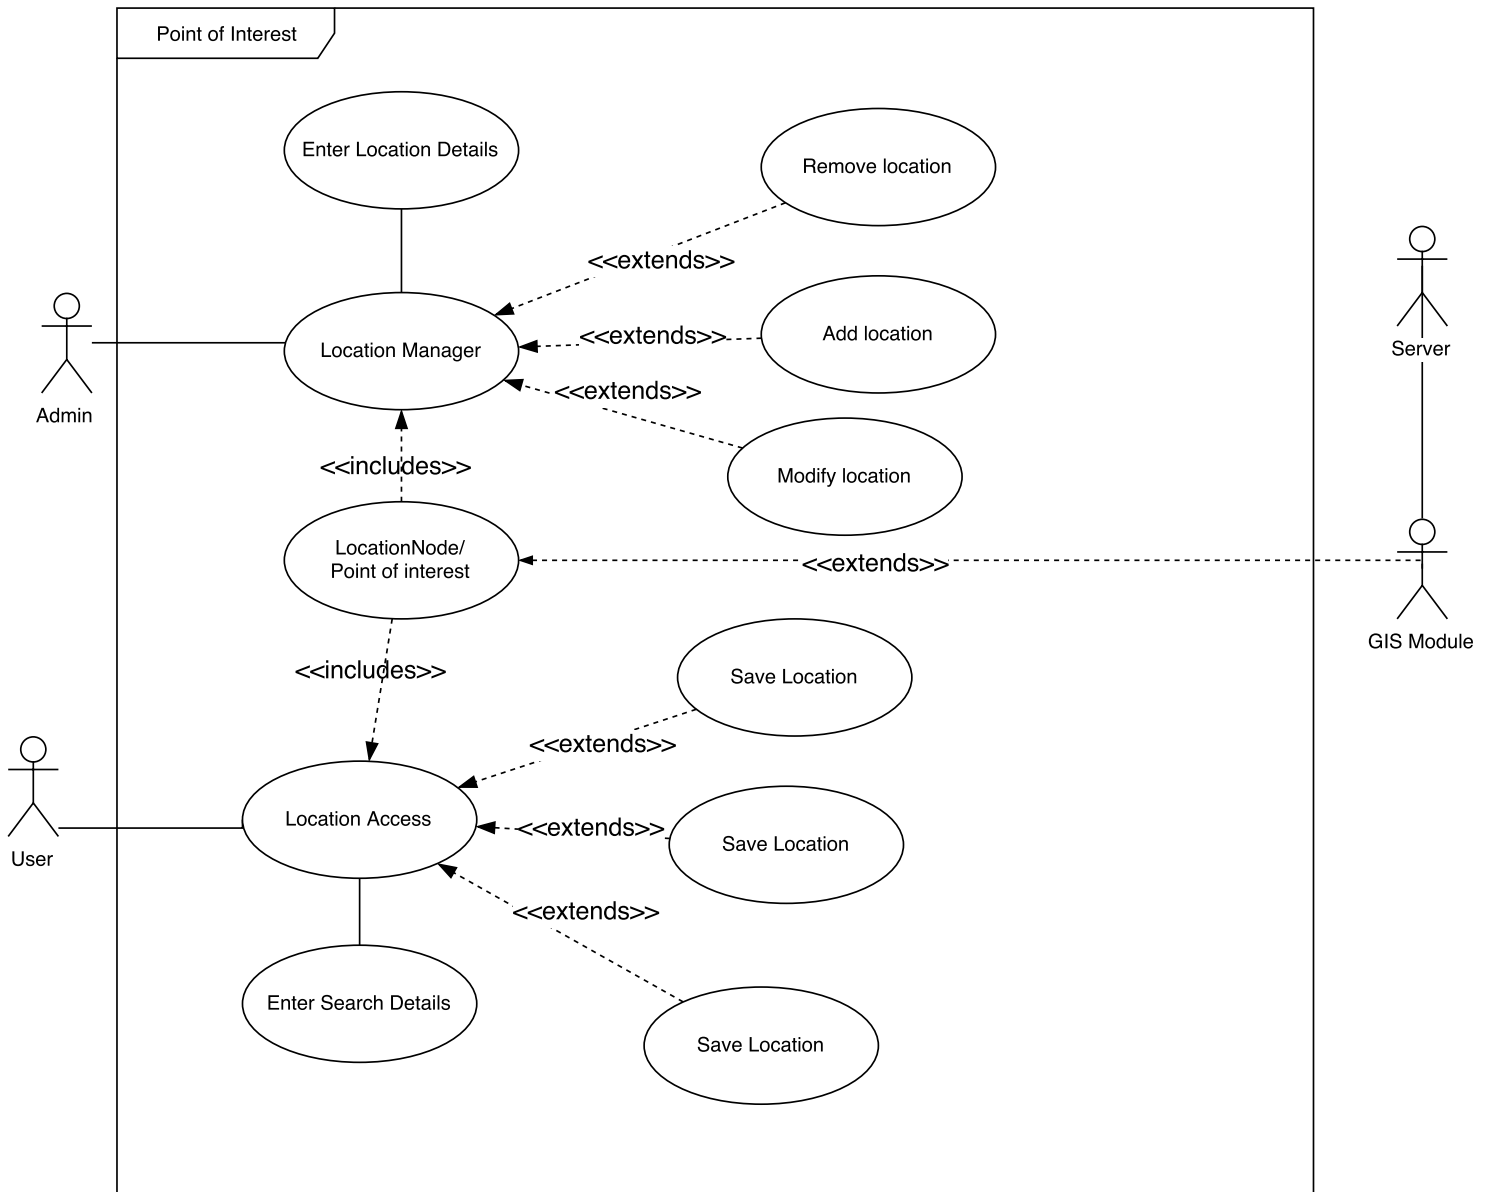 Point of Interest
Enter Location Details
Remove location
<<extends>>
Add location
<<extends>>
Server
Location Manager
<<extends>>
Admin
<<includes>>
Modify location
LocationNode/
Point of interest
<<extends>>
GIS Module
<<includes>>
Save Location
<<extends>>
Location Access
<<extends>>
Save Location
User
<<extends>>
Enter Search Details
Save Location